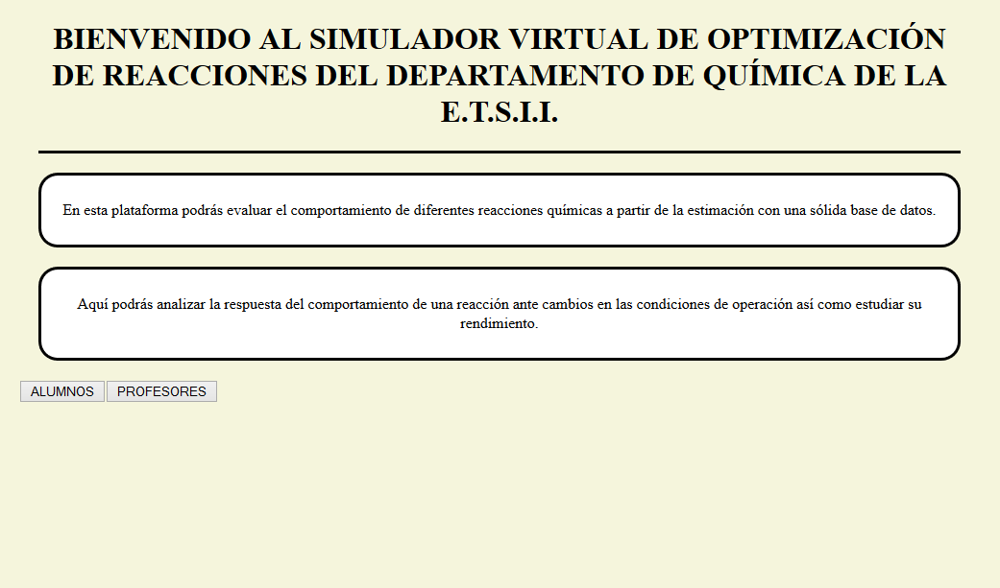 BIENVENIDO AL SIMULADOR VIRTUAL DE OPTIMIZACIÓN
DE REACCIONES DEL DEPARTAMENTO DE QUÍMICA DE LA
E.T.S.I.I.
En esta plataforma podrás evaluar el comportamiento de diferentes reacciones químicas a partir de la estimación con una sólida base de datos.
Aquí podrás analizar la respuesta del comportamiento de una reacción ante cambios en las condiciones de operación así como estudiar su
rendimiento.
ALUMNOS PROFESORES